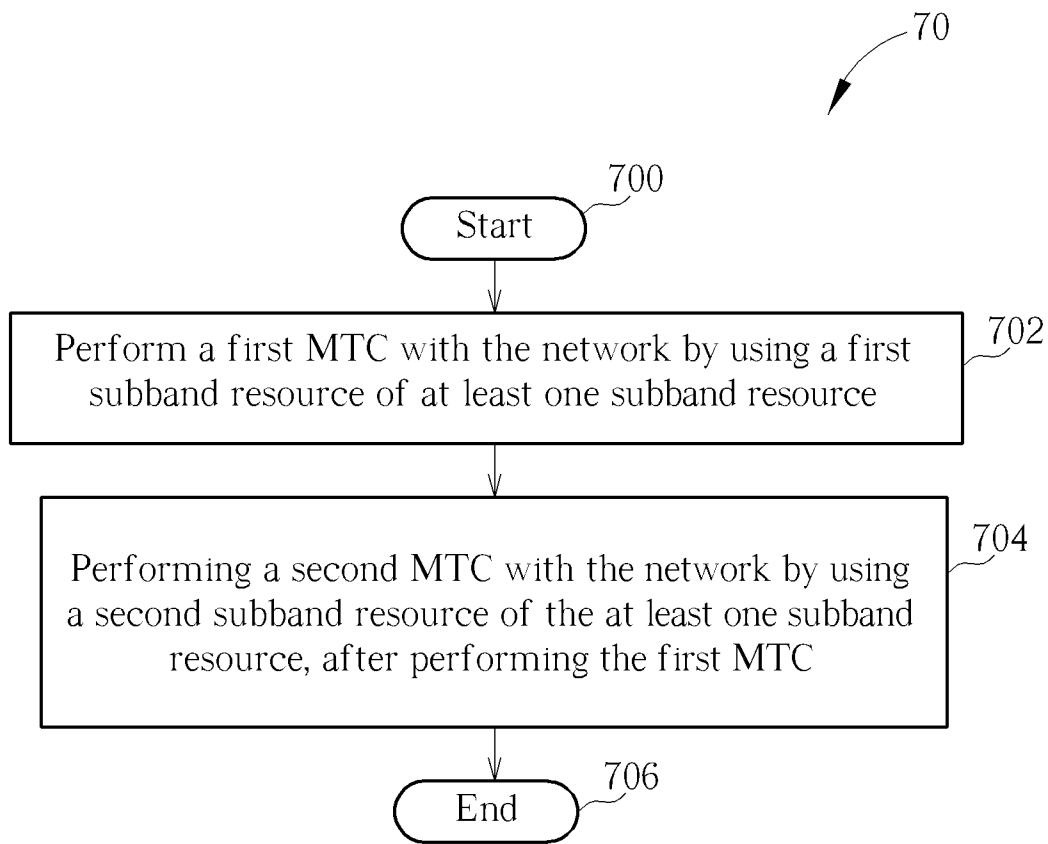 70
700
Start
702
Perform a first MTC with the network by using a first
subband resource of at least one subband resource
704
Performing a second MTC with the network by using
a second subband resource of the at least one subband
resource, after performing the first MTC
706
End